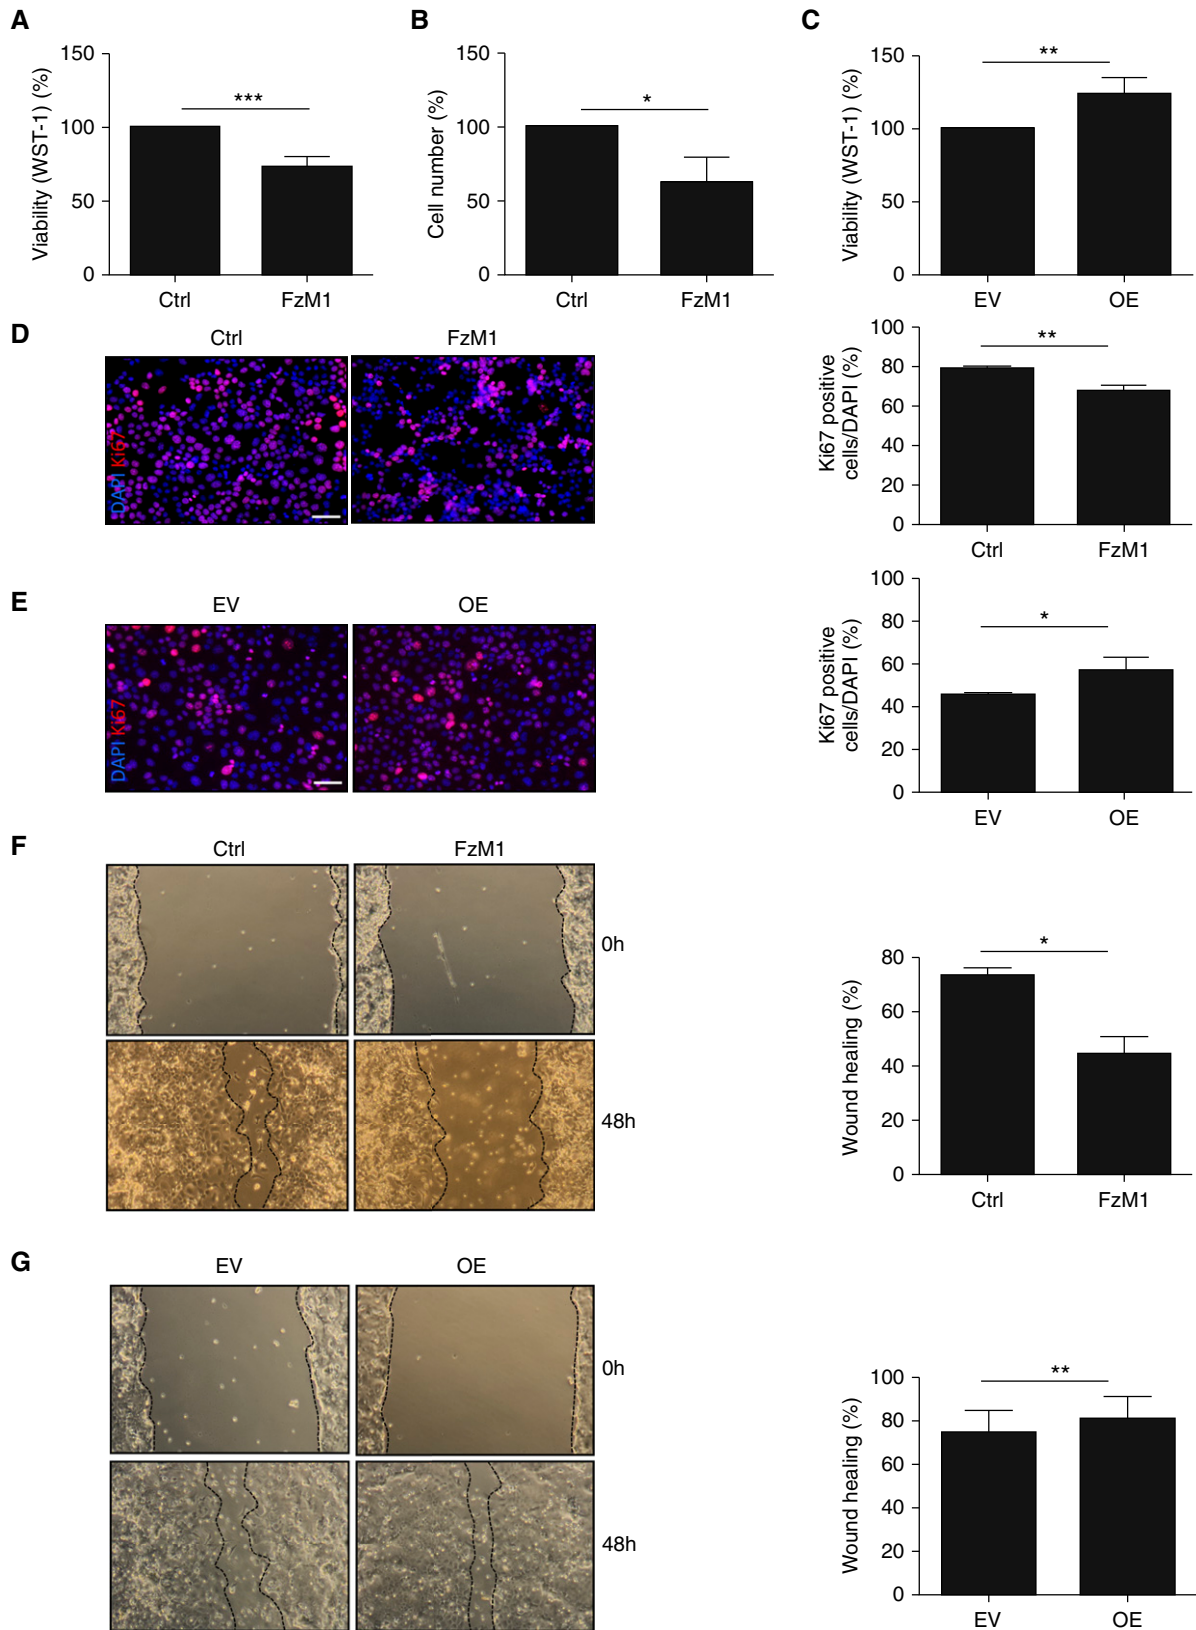 A
Viability (WST-1) (%)
150
100
50
0
***
Ctrl
FzM1
B
Cell number (%)
150
100
50
0
*
Ctrl
FzM1
C
Viability (WST-1) (%)
150
100
50
0
**
EV
OE
D
Ctrl
FzM1
DAPI Ki67
Ki67 positive
cells/DAPI (%)
100
80
60
40
20
0
**
Ctrl
FzM1
E
EV
OE
DAPI Ki67
Ki67 positive
cells/DAPI (%)
100
80
60
40
20
0
*
EV
OE
F
Ctrl
FzM1
0h
48h
Wound healing (%)
80
60
40
20
0
*
Ctrl
FzM1
G
EV
OE
0h
48h
Wound healing (%)
100
80
60
40
20
0
**
EV
OE